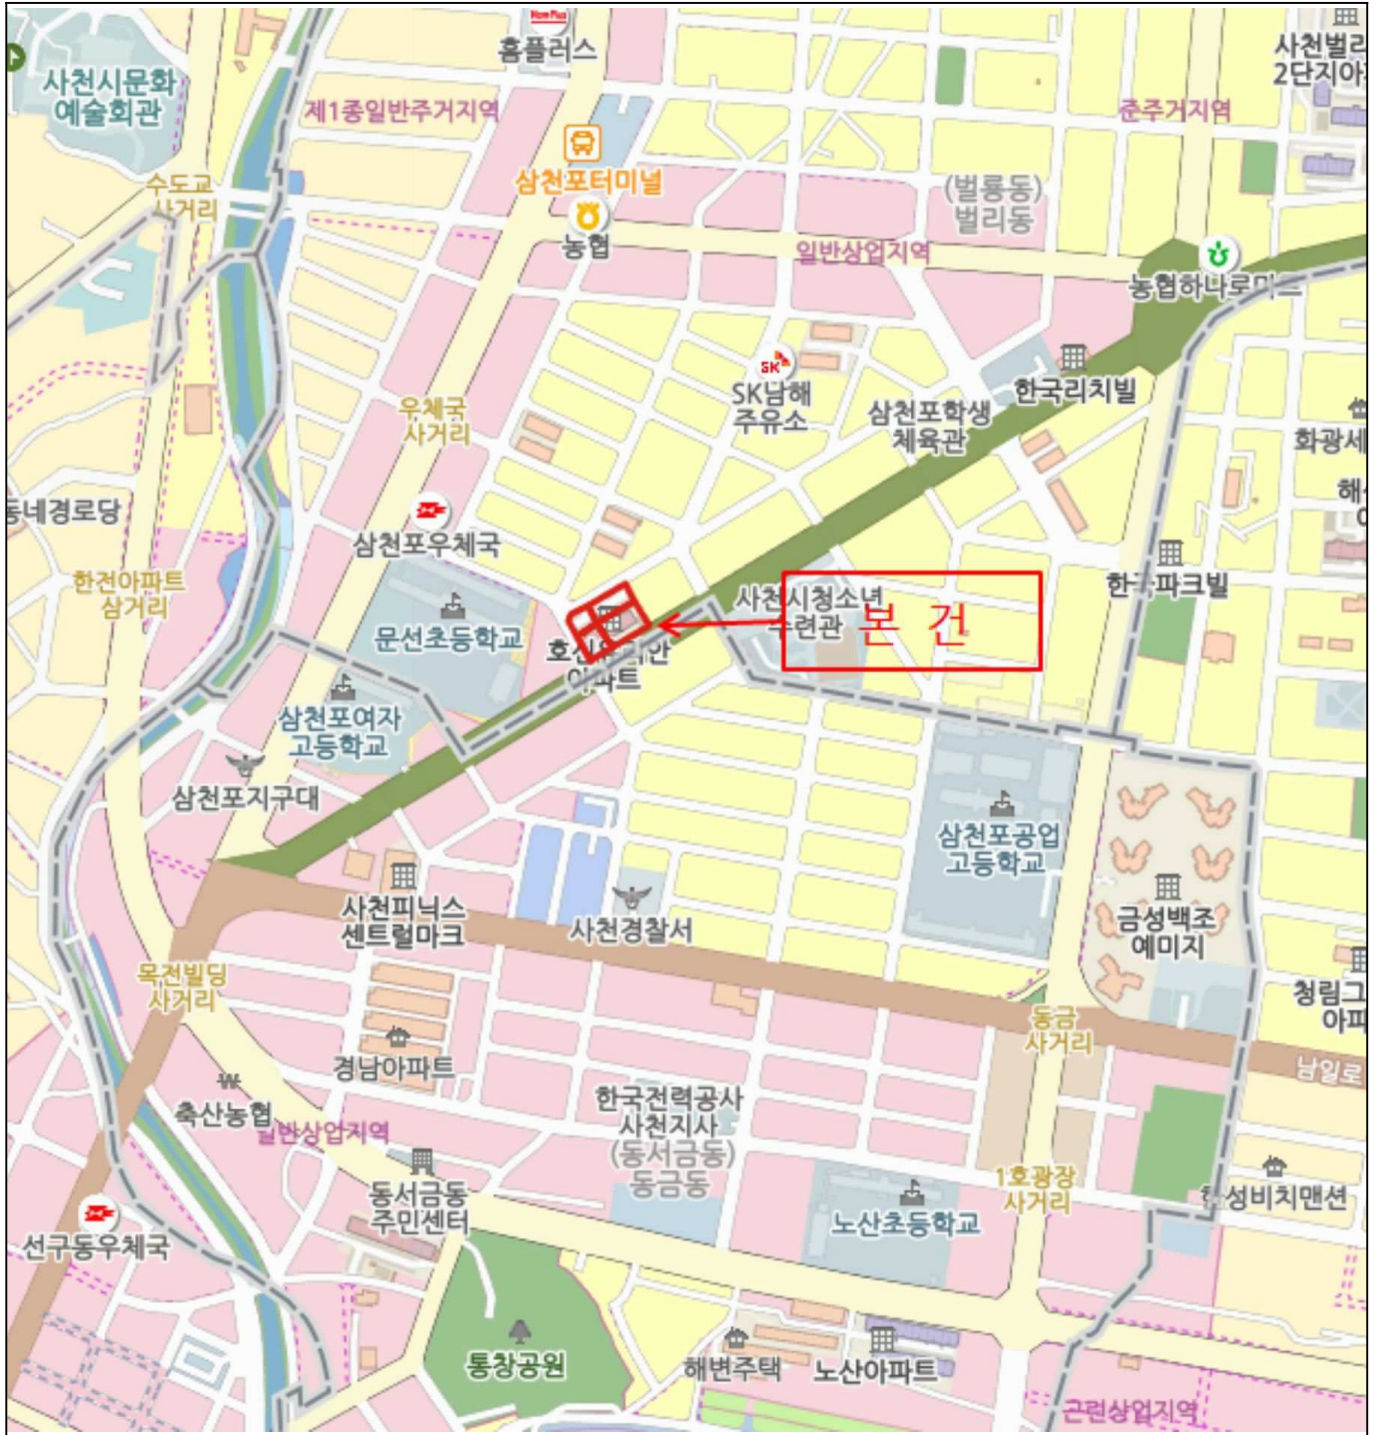 HomPlus
홈플러스
사천벌리
2단지아
사천시문화
예술회관
제1종일반주거지역
준주거지역
삼천포터미널
수도교
사거리
(벌룡동)
벌리동
농협
일반상업지역
농협하나로마트
SK
SK남해
주유소
한국리치빌
우체국
사거리
삼천포학생
체육관
화광세
해
동네경로당
삼천포우체국
한전아파트
삼거리
한국파크빌
사천시청소년
수련관
본 건
문선초등학교
아파트
삼천포여자
고등학교
삼천포지구대
삼천포공업
고등학교
사천피닉스
센트럴마크
사천경찰서
금성백조
예미지
목전빌딩
사거리
청림그
아파
동금
사거리
경남아파트
남일로
축산농협
한국전력공사
사천지사
일반상업지역
(동서금동)
동금동
동서금동
주민센터
1호광장
사거리
성비치맨션
노산초등학교
선구동우체국
통창공원
해변주택
노산아파트
근린상업지역